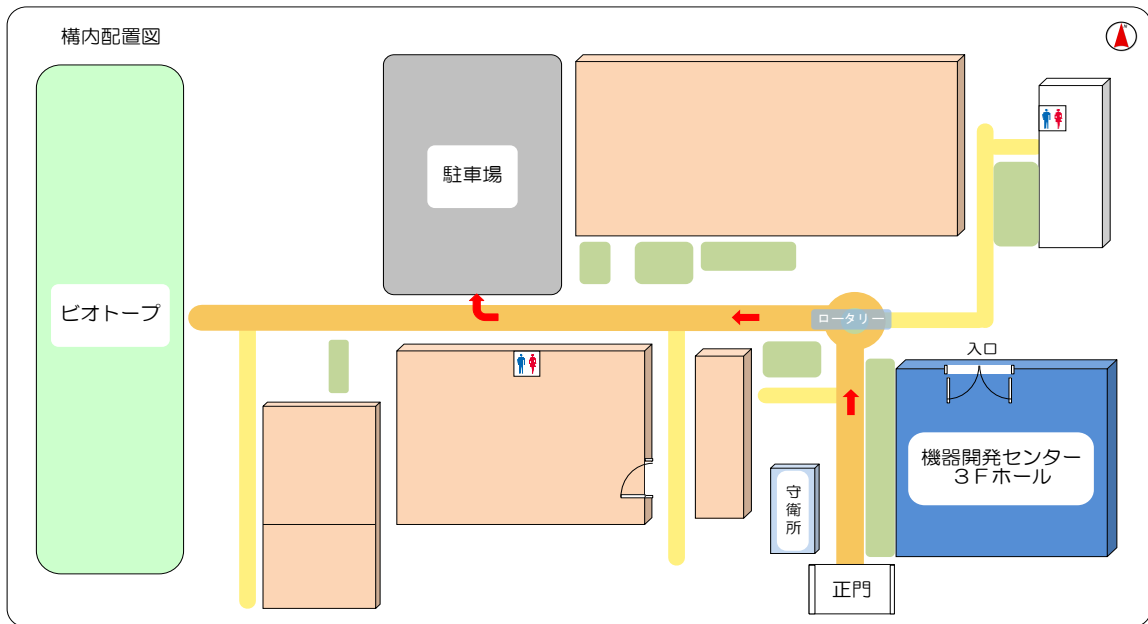 構内配置図
駐車場
ビオトープ
ロータリー
入口
機器開発センター
３Ｆホール
守衛所
正門